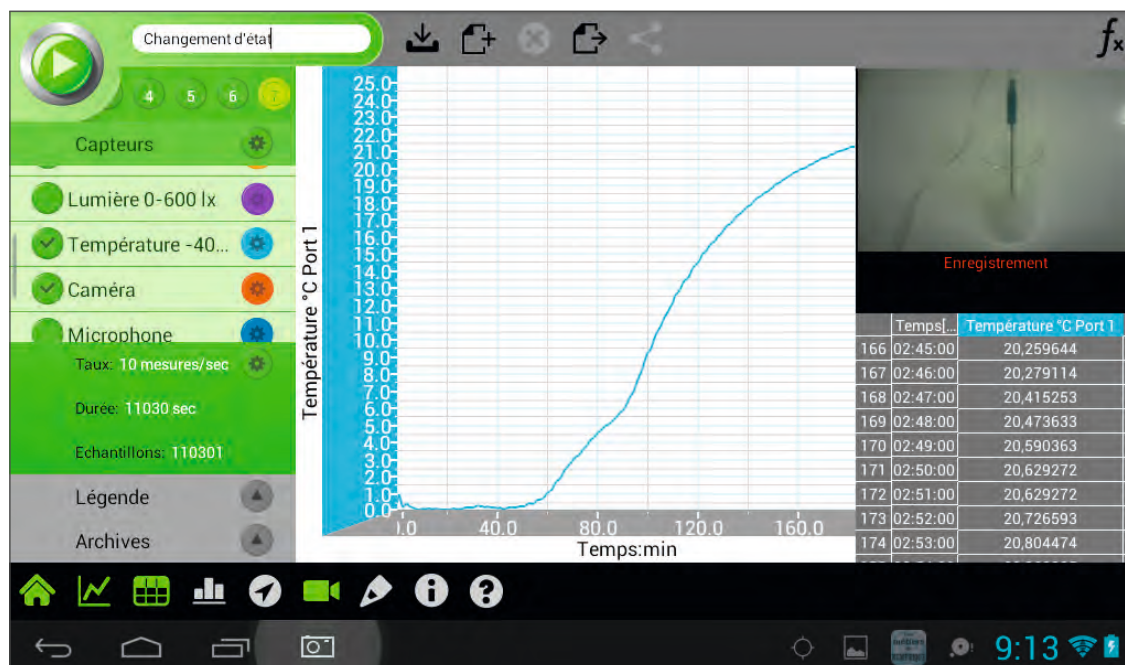 Changement d'état
fx
4 5 6 7
Capteurs
Lumière 0-600 lx
Température -40...
Caméra
Microphone
Taux: 10 mesures/sec
Durée: 11030 sec
Echantillons: 110301
Légende
Archives
Température °C Port 1
25.0
24.0
23.0
22.0
21.0
20.0
19.0
18.0
17.0
16.0
15.0
14.0
13.0
12.0
11.0
10.0
9.0
8.0
7.0
6.0
5.0
4.0
3.0
2.0
1.0
0.0
40.0 80.0 120.0 160.0
Temps:min
Enregistrement
Temps[... Température °C Port 1
166 02:45:00 20,259644
167 02:46:00 20,279114
168 02:47:00 20,415253
169 02:48:00 20,473633
170 02:49:00 20,590363
171 02:50:00 20,629272
172 02:51:00 20,629272
173 02:52:00 20,726593
174 02:53:00 20,804474
9:13